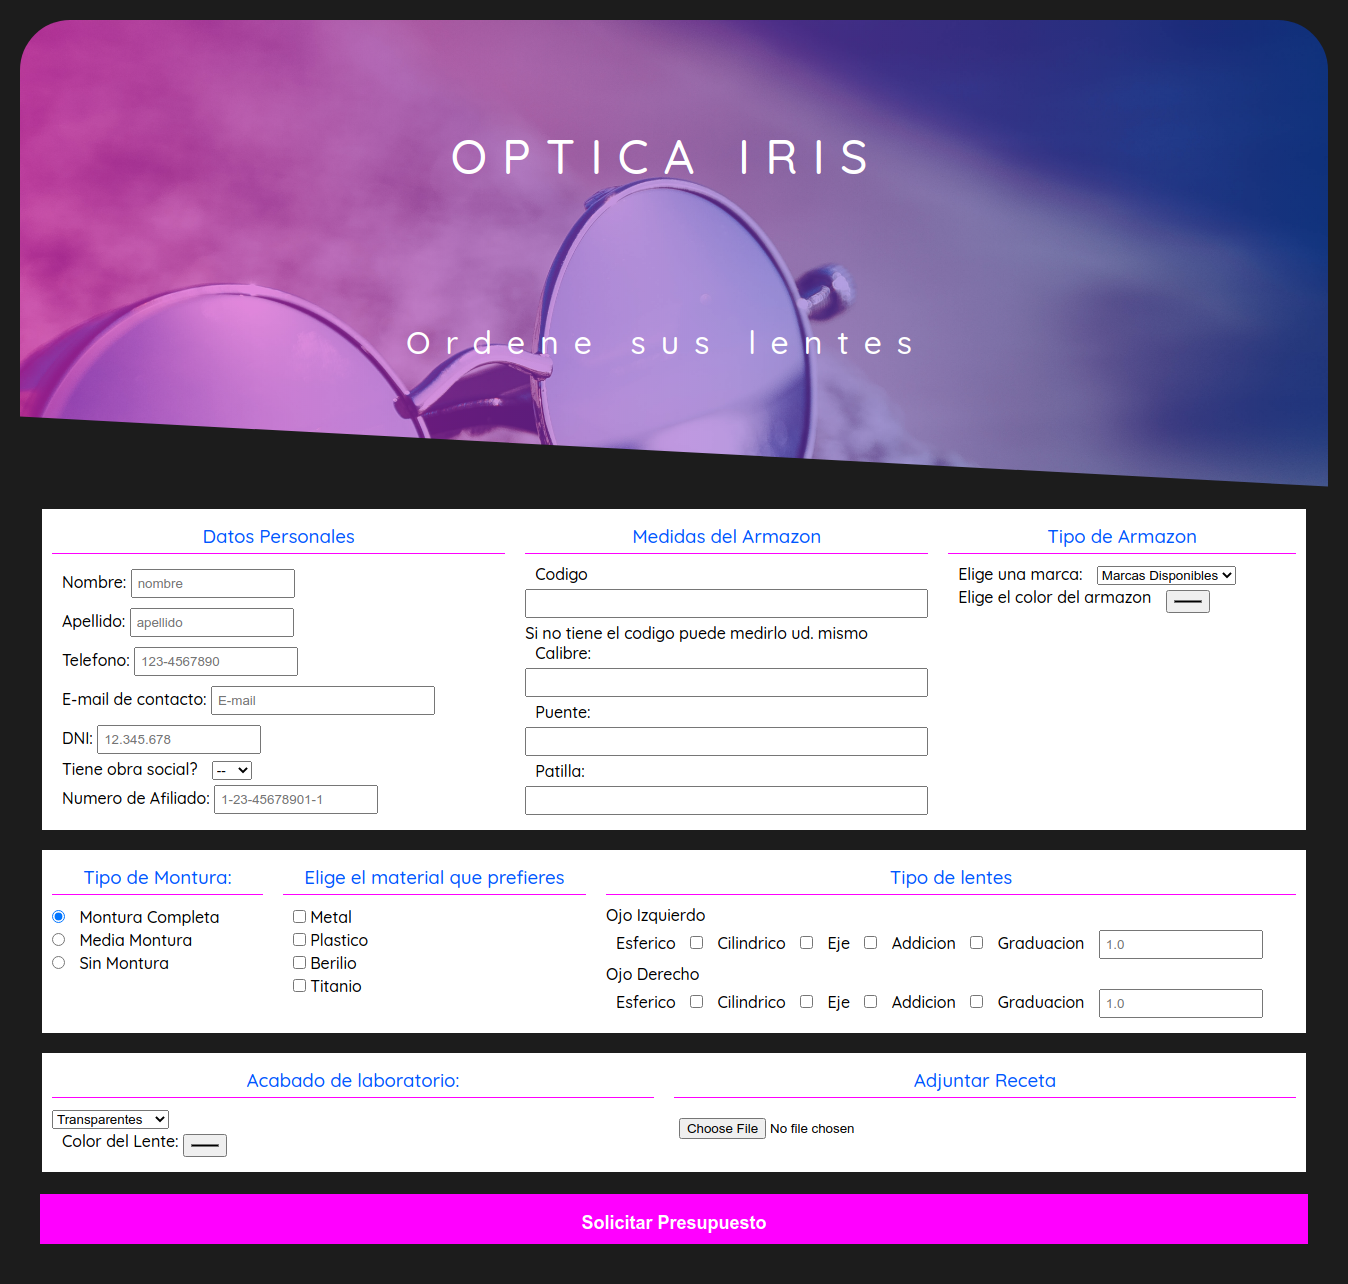 OPTICA IRIS
Ordene sus lentes
Datos Personales
Nombre: nombre
Apellido: apellido
Telefono: 123-4567890
E-mail de contacto: E-mail
DNI: 12.345.678
Tiene obra social? --
Numero de Afiliado: 1-23-45678901-1
Medidas del Armazon
Codigo
Si no tiene el codigo puede medirlo ud. mismo
Calibre:
Puente:
Patilla:
Tipo de Armazon
Elige una marca: Marcas Disponibles
Elige el color del armazon
Tipo de Montura:
Montura Completa
Media Montura
Sin Montura
Elige el material que prefieres
Metal
Plastico
Berilio
Titanio
Tipo de lentes
Ojo Izquierdo
Esferico Cilindrico Eje Addicion Graduacion 1.0
Ojo Derecho
Esferico Cilindrico Eje Addicion Graduacion 1.0
Acabado de laboratorio:
Transparentes
Color del Lente:
Adjuntar Receta
Choose File No file chosen
Solicitar Presupuesto